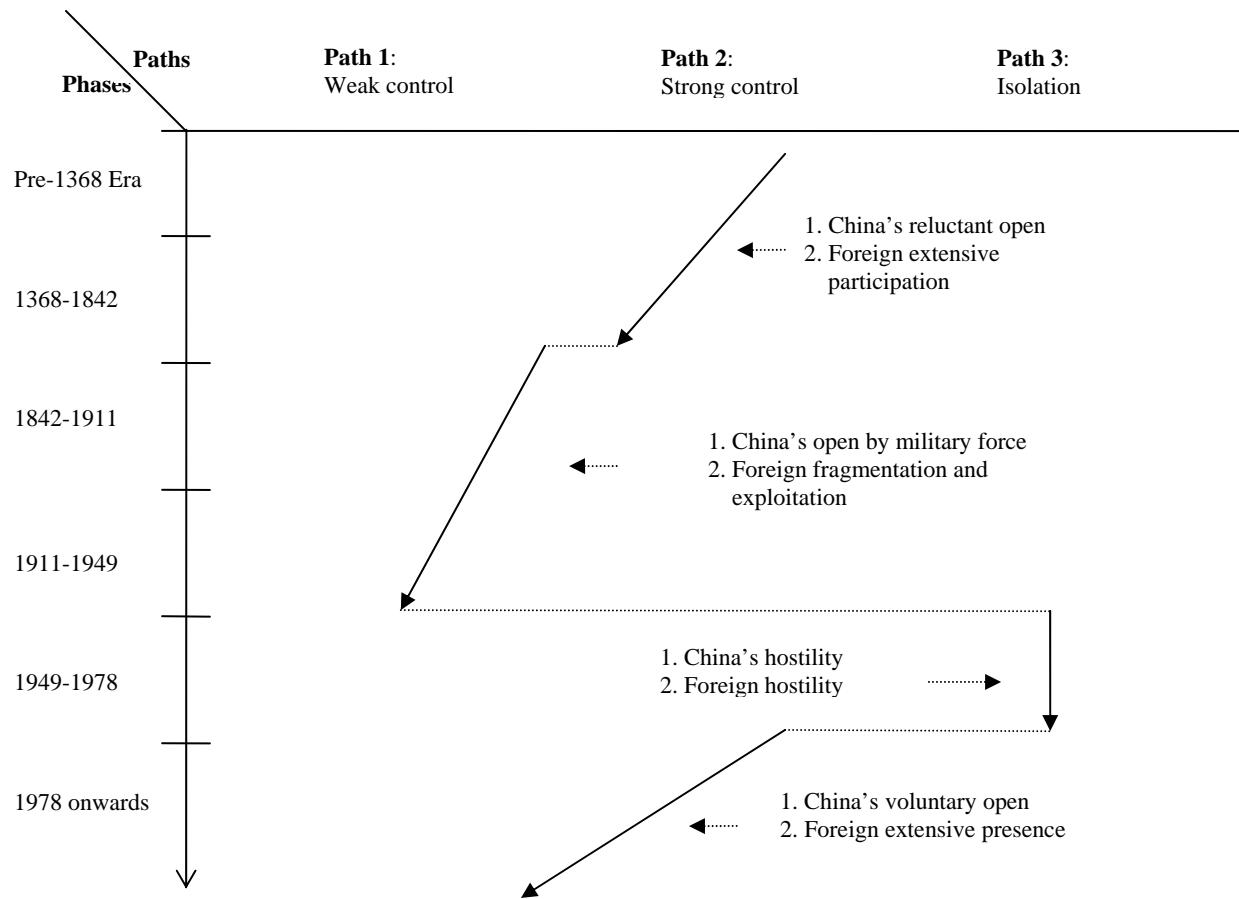 Paths
Phases
Path 1:
Weak control
Path 2:
Strong control
Path 3:
Isolation
Pre-1368 Era
1. China’s reluctant open
2. Foreign extensive
participation
1368-1842
1842-1911
1. China’s open by military force
2. Foreign fragmentation and
exploitation
1911-1949
1. China’s hostility
2. Foreign hostility
1949-1978
1978 onwards
1. China’s voluntary open
2. Foreign extensive presence